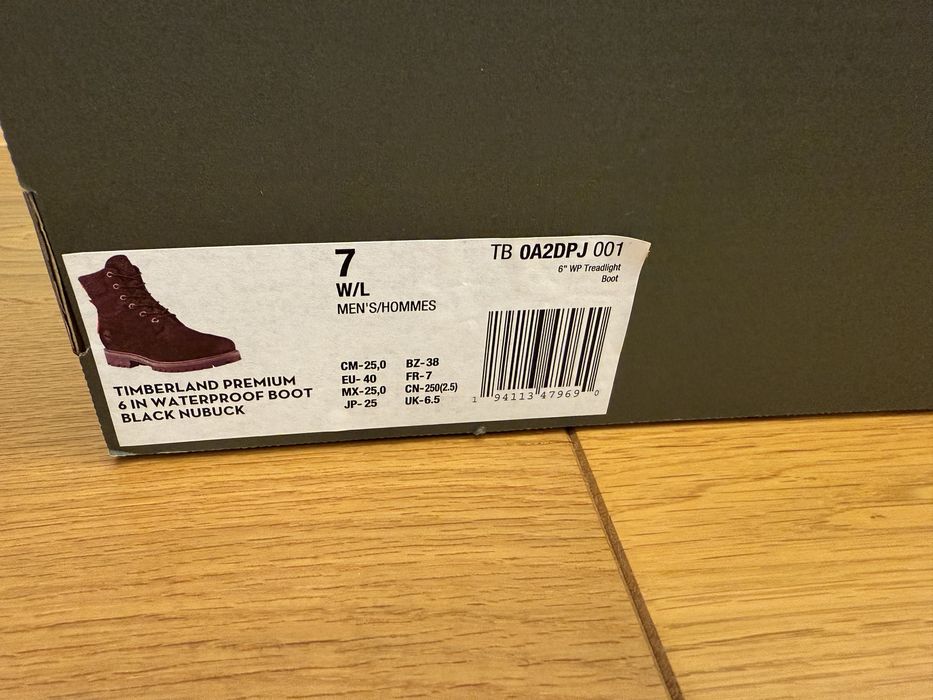 7
W/L
MEN'S/HOMMES
TB 0A2DPJ 001
6" WP Treadlight
Boot
TIMBERLAND PREMIUM
6 IN WATERPROOF BOOT
BLACK NUBUCK
CM-25,0 BZ-38
EU- 40 FR-7
MX-25,0 CN-250(2.5)
JP- 25 UK-6.5
1 94113 47969 0